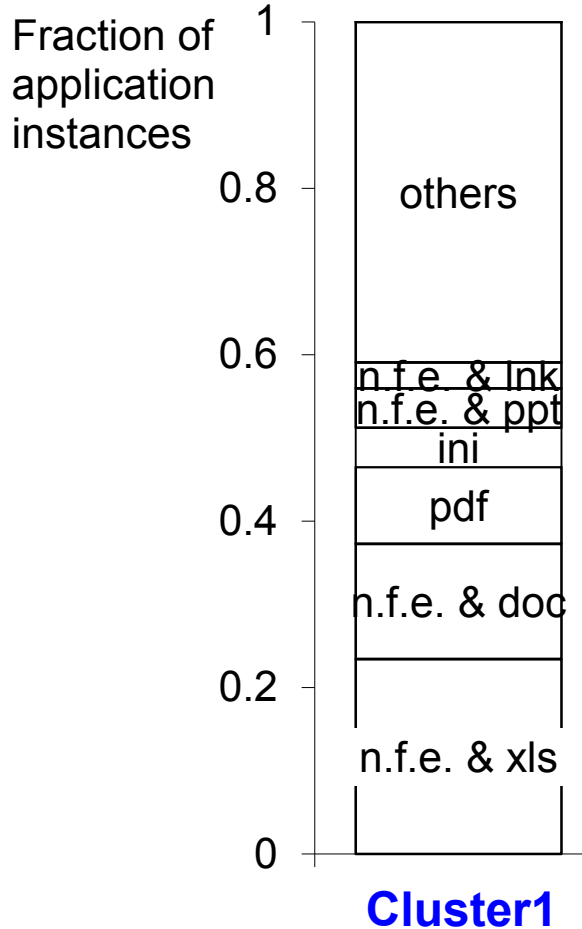 Fraction of
application
instances
1
0.8
0.6
0.4
0.2
0
others
n.f.e. & lnk
n.f.e. & ppt
ini
pdf
n.f.e. & doc
n.f.e. & xls
Cluster1